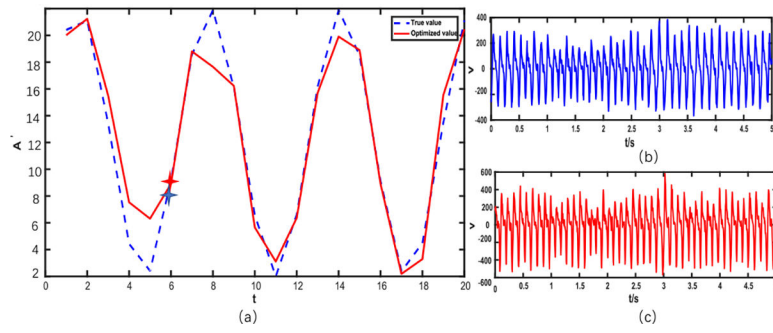 True value
Optimized value
20
18
16
14
12
10
8
6
4
2
A'
0 2 4 6 8 10 12 14 16 18 20
t
(a)
400
200
0
-200
-400
v
0 0.5 1 1.5 2 2.5 3 3.5 4 4.5 5
t/s
(b)
600
400
200
0
-200
-400
-600
v
0 0.5 1 1.5 2 2.5 3 3.5 4 4.5 5
t/s
(c)